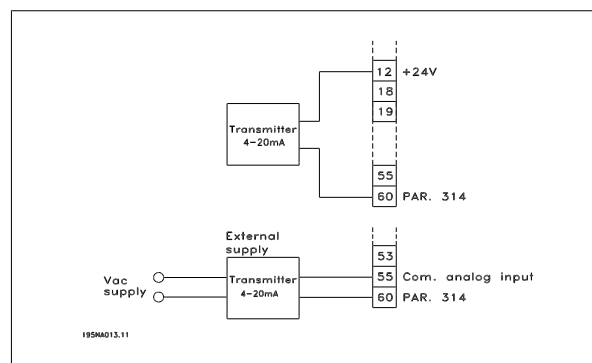 12 +24V
18
19
Transmitter
4-20mA
55
60 PAR. 314
External
supply
53
Vac
supply
Transmitter
4-20mA
55 Com. analog input
60 PAR. 314
195NA013.11